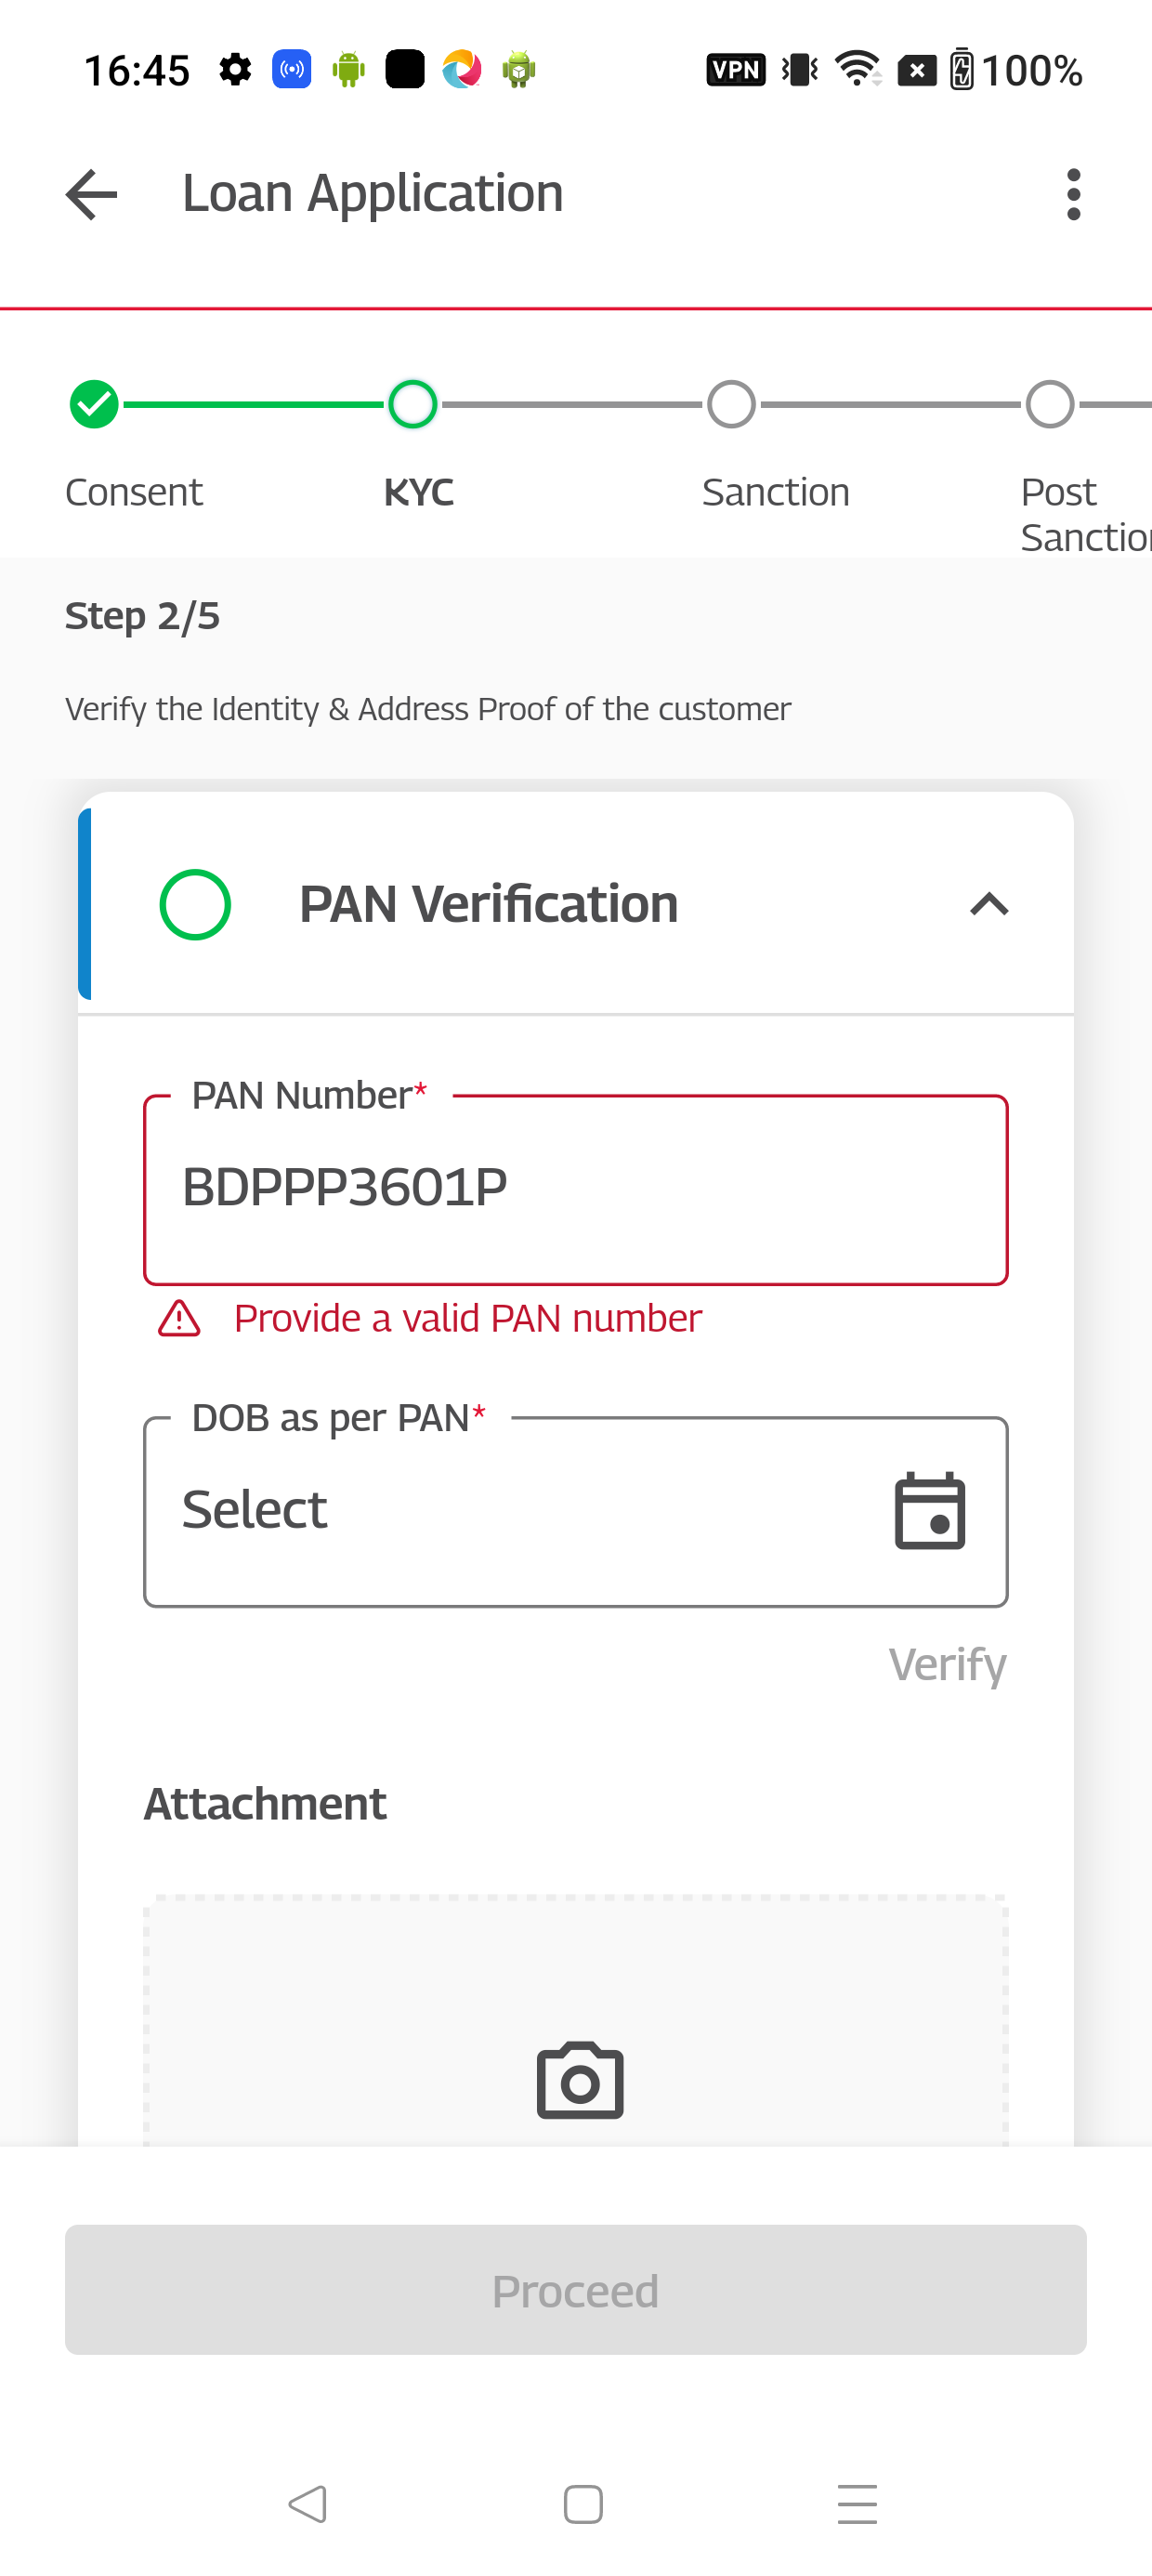 16:45 VPN 100%
Loan Application
Consent KYC Sanction Post
Sanction
Step 2/5
Verify the Identity & Address Proof of the customer
PAN Verification
PAN Number*
BDPPP3601P
Provide a valid PAN number
DOB as per PAN*
Select
Verify
Attachment
Proceed